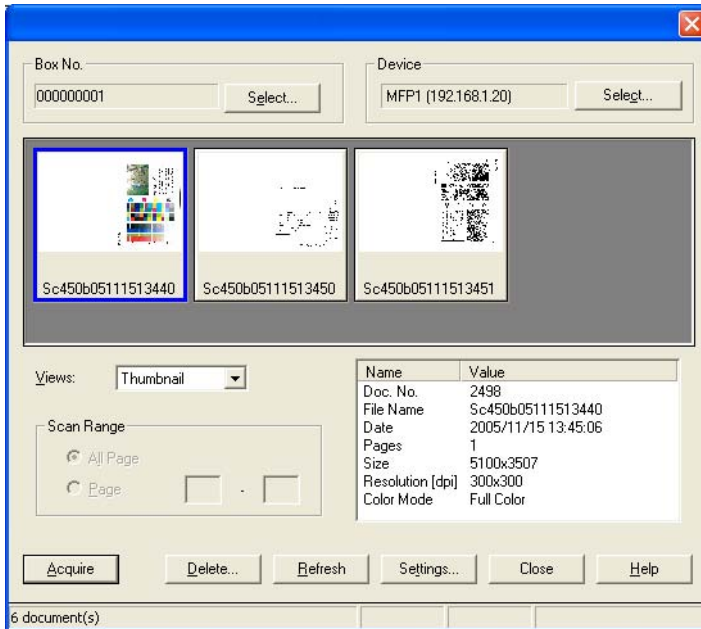 Box No.
000000001
Select...
Device
MFP1 (192.168.1.20)
Select...
Sc450b05111513440
Sc450b05111513450
Sc450b05111513451
Views:
Thumbnail
Scan Range
All Page
Page
-
Name Value
Doc. No. 2498
File Name Sc450b05111513440
Date 2005/11/15 13:45:06
Pages 1
Size 5100x3507
Resolution [dpi] 300x300
Color Mode Full Color
Acquire
Delete...
Refresh
Settings...
Close
Help
6 document(s)